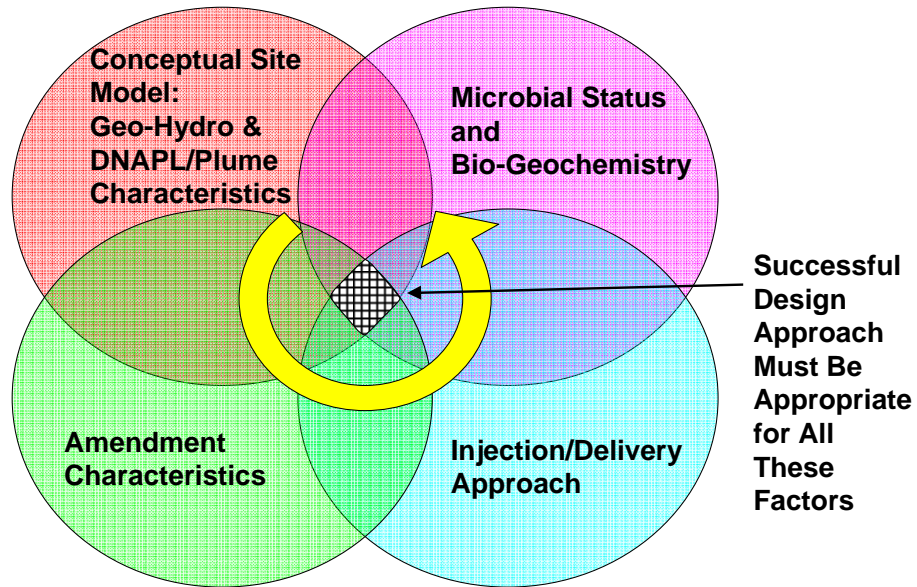 Conceptual Site
Model:
Geo-Hydro &
DNAPL/Plume
Characteristics
Microbial Status
and
Bio-Geochemistry
Successful
Design
Approach
Must Be
Appropriate
for All
These
Factors
Amendment
Characteristics
Injection/Delivery
Approach